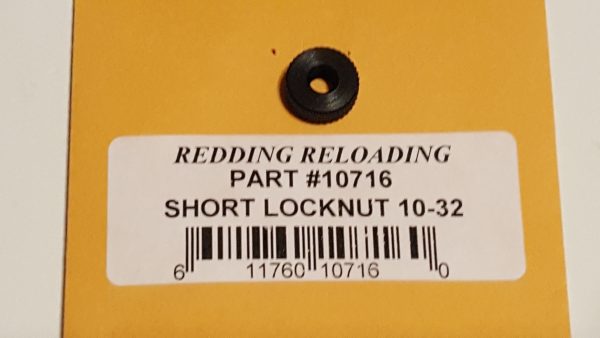 REDDING RELOADING
PART #10716
SHORT LOCKNUT 10-32
6 11760 10716 0